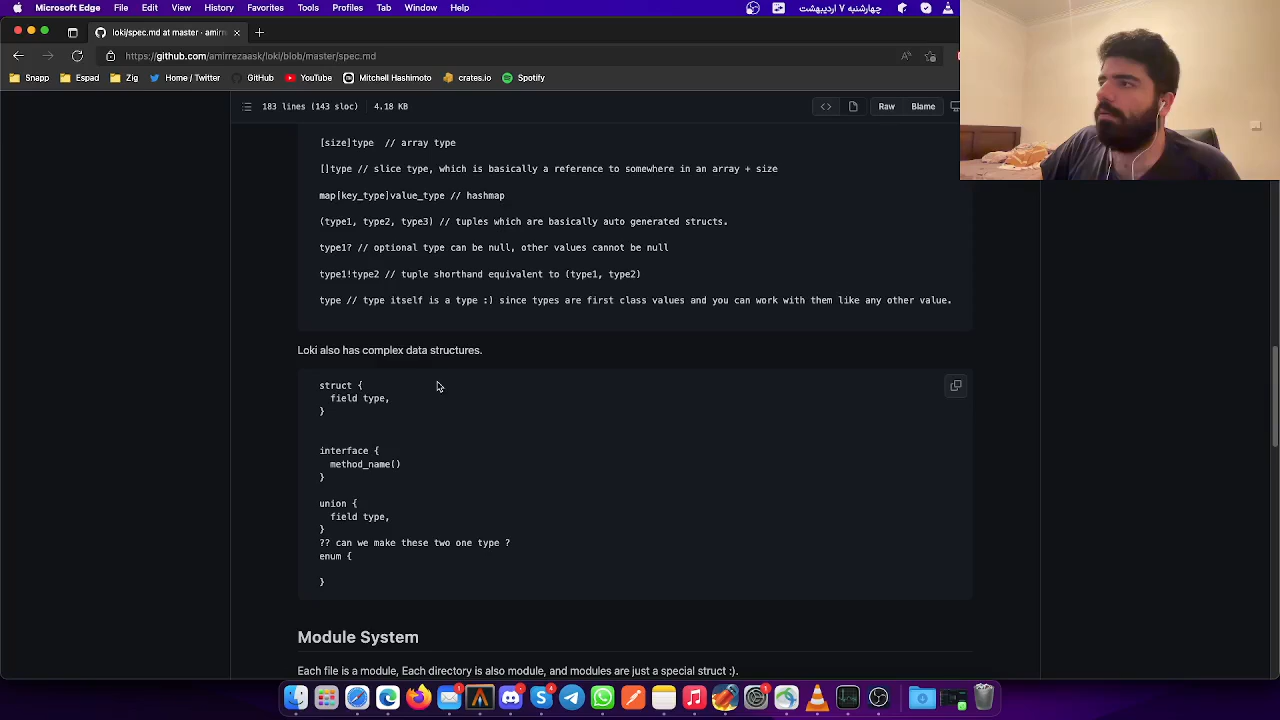 Microsoft Edge File Edit View History Favorites Tools Profiles Tab Window Help چهارشنبه ۷ اردیبهشت
loki/spec.md at master · amirre
https://github.com/amirrezaask/loki/blob/master/spec.md
Snapp Espad Zig Home / Twitter GitHub YouTube Mitchell Hashimoto crates.io Spotify
183 lines (143 sloc) 4.18 KB Raw Blame
[size]type // array type
[]type // slice type, which is basically a reference to somewhere in an array + size
map[key_type]value_type // hashmap
(type1, type2, type3) // tuples which are basically auto generated structs.
type1? // optional type can be null, other values cannot be null
type1!type2 // tuple shorthand equivalent to (type1, type2)
type // type itself is a type :) since types are first class values and you can work with them like any other value.
Loki also has complex data structures.
struct {
field type,
}
interface {
method_name()
}
union {
field type,
}
?? can we make these two one type ?
enum {
}
Module System
Each file is a module, Each directory is also module, and modules are just a special struct :).